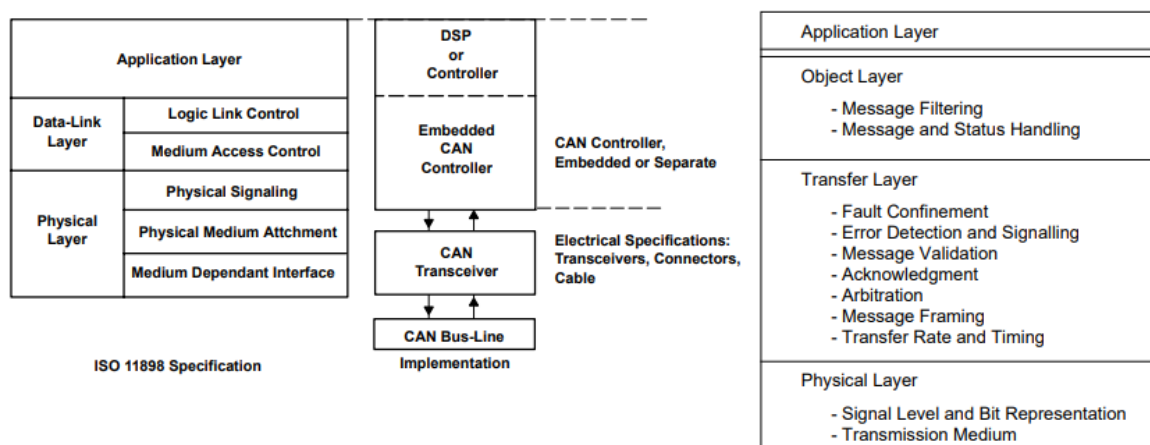 Application Layer
Data-Link
Layer
Logic Link Control
Medium Access Control
Physical
Layer
Physical Signaling
Physical Medium Attchment
Medium Dependant Interface
ISO 11898 Specification
DSP
or
Controller
Embedded
CAN
Controller
CAN
Transceiver
CAN Bus-Line
Implementation
CAN Controller,
Embedded or Separate
Electrical Specifications:
Transceivers, Connectors,
Cable
Application Layer
Object Layer
- Message Filtering
- Message and Status Handling
Transfer Layer
- Fault Confinement
- Error Detection and Signalling
- Message Validation
- Acknowledgment
- Arbitration
- Message Framing
- Transfer Rate and Timing
Physical Layer
- Signal Level and Bit Representation
- Transmission Medium